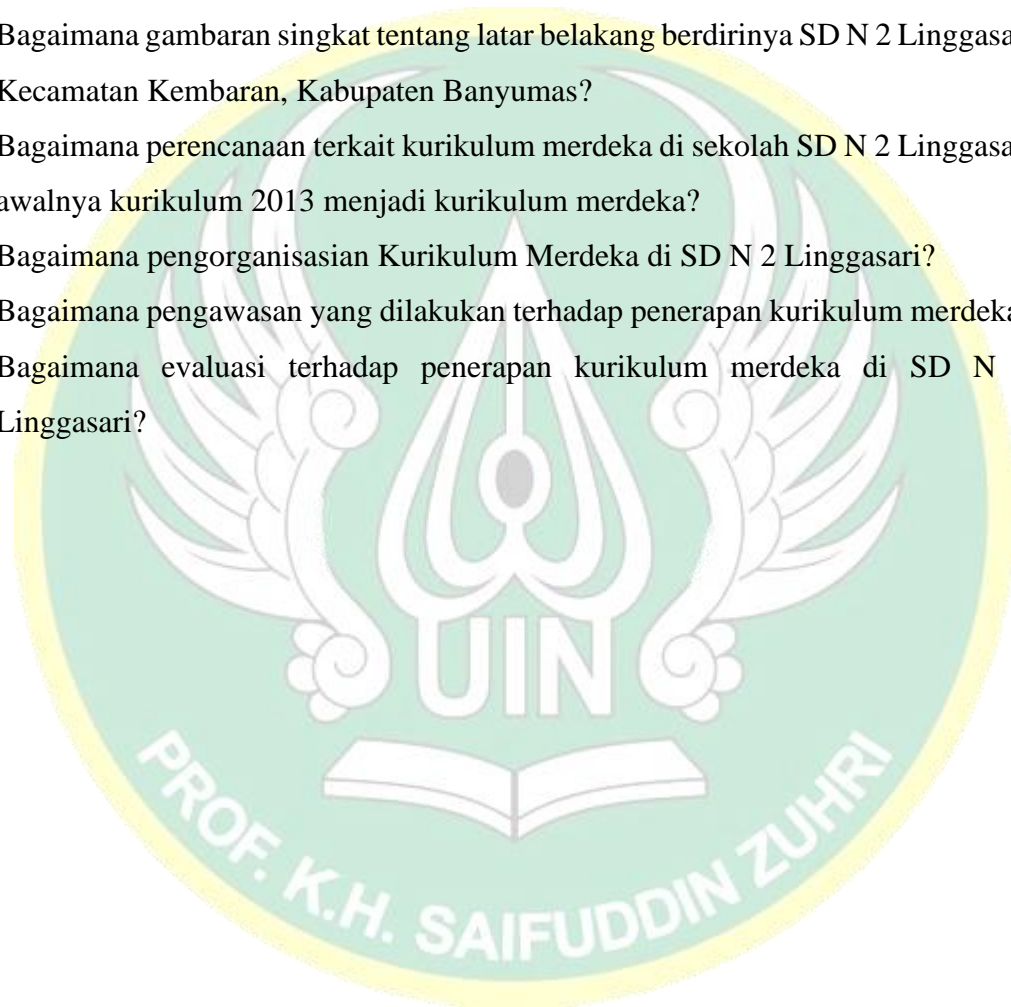 Bagaimana gambaran singkat tentang latar belakang berdirinya SD N 2 Linggasa
Kecamatan Kembaran, Kabupaten Banyumas?
Bagaimana perencanaan terkait kurikulum merdeka di sekolah SD N 2 Linggasa
awalnya kurikulum 2013 menjadi kurikulum merdeka?
Bagaimana pengorganisasian Kurikulum Merdeka di SD N 2 Linggasari?
Bagaimana pengawasan yang dilakukan terhadap penerapan kurikulum merdeka
Bagaimana evaluasi terhadap penerapan kurikulum merdeka di SD N
Linggasari?
UIN
PROF. K.H. SAIFUDDIN ZUHRI